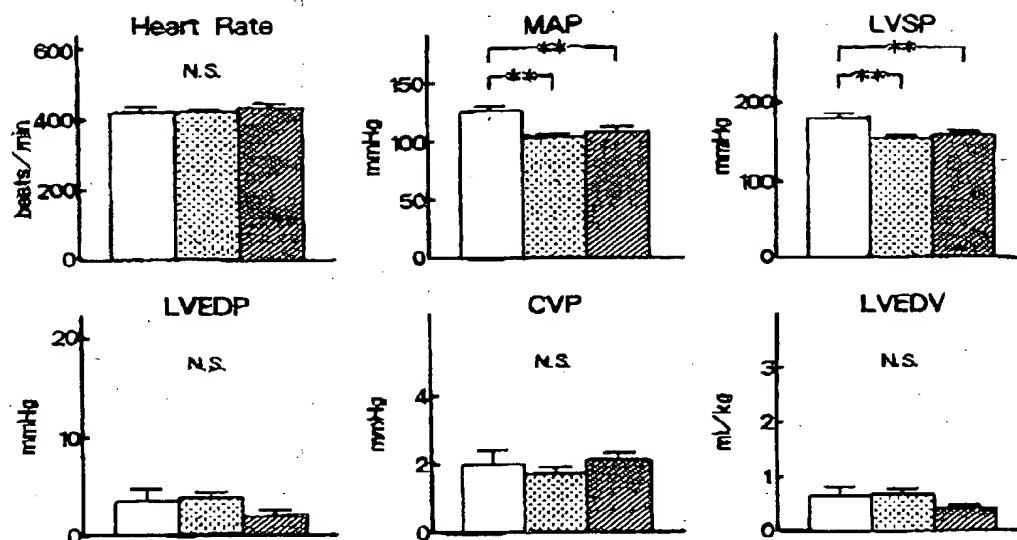 Heart Rate
600
400
200
0
beats/min
N.S.
MAP
150
100
50
0
mmHg
**
**
LVSP
200
100
0
mmHg
**
**
LVEDP
20
10
0
mmHg
N.S.
CVP
4
2
0
mmHg
N.S.
LVEDV
3
2
1
0
ml/kg
N.S.